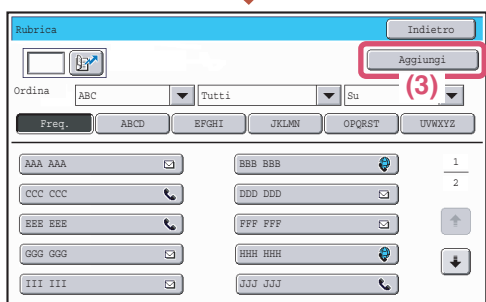 Rubrica Indietro
Aggiungi
(3)
Ordina ABC Tutti Su
Freq. ABCD EFGHI JKLMN OPQRST UVWXYZ
AAA AAA BBB BBB 1
2
CCC CCC DDD DDD
EEE EEE FFF FFF
GGG GGG HHH HHH
III III JJJ JJJ